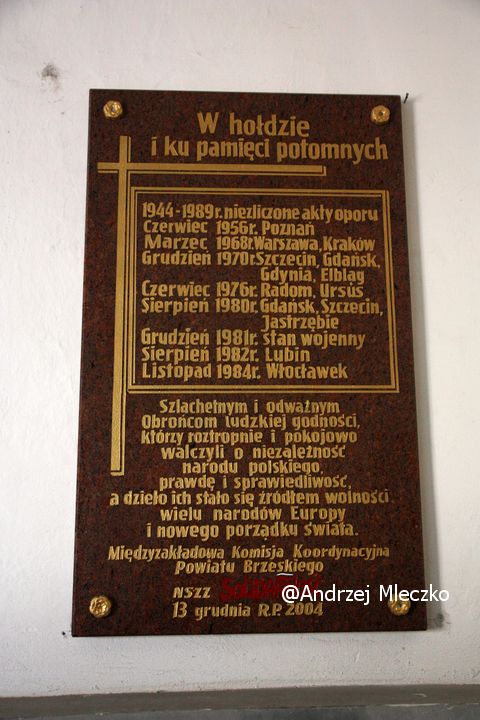 W hołdzie
i ku pamięci potomnych
1944-1989r. niezliczone akty oporu
Czerwiec 1956r. Poznań
Marzec 1968r. Warszawa, Kraków
Grudzień 1970r. Szczecin, Gdańsk,
Gdynia, Elbląg
Czerwiec 1976r. Radom, Ursus
Sierpień 1980r. Gdańsk, Szczecin,
Jastrzębie
Grudzień 1981r. stan wojenny
Sierpień 1982r. Lubin
Listopad 1984r. Włocławek
Szlachetnym i odważnym
Obrońcom ludzkiej godności,
którzy roztropnie i pokojowo
walczyli o niezależność
narodu polskiego,
prawdę i sprawiedliwość,
a dzieło ich stało się źródłem wolności
wielu narodów Europy
i nowego porządku świata.
Międzyzakładowa Komisja Koordynacyjna
Powiatu Brzeskiego
NSZZ Solidarność
13 grudnia R.P. 2004
@Andrzej Mleczko